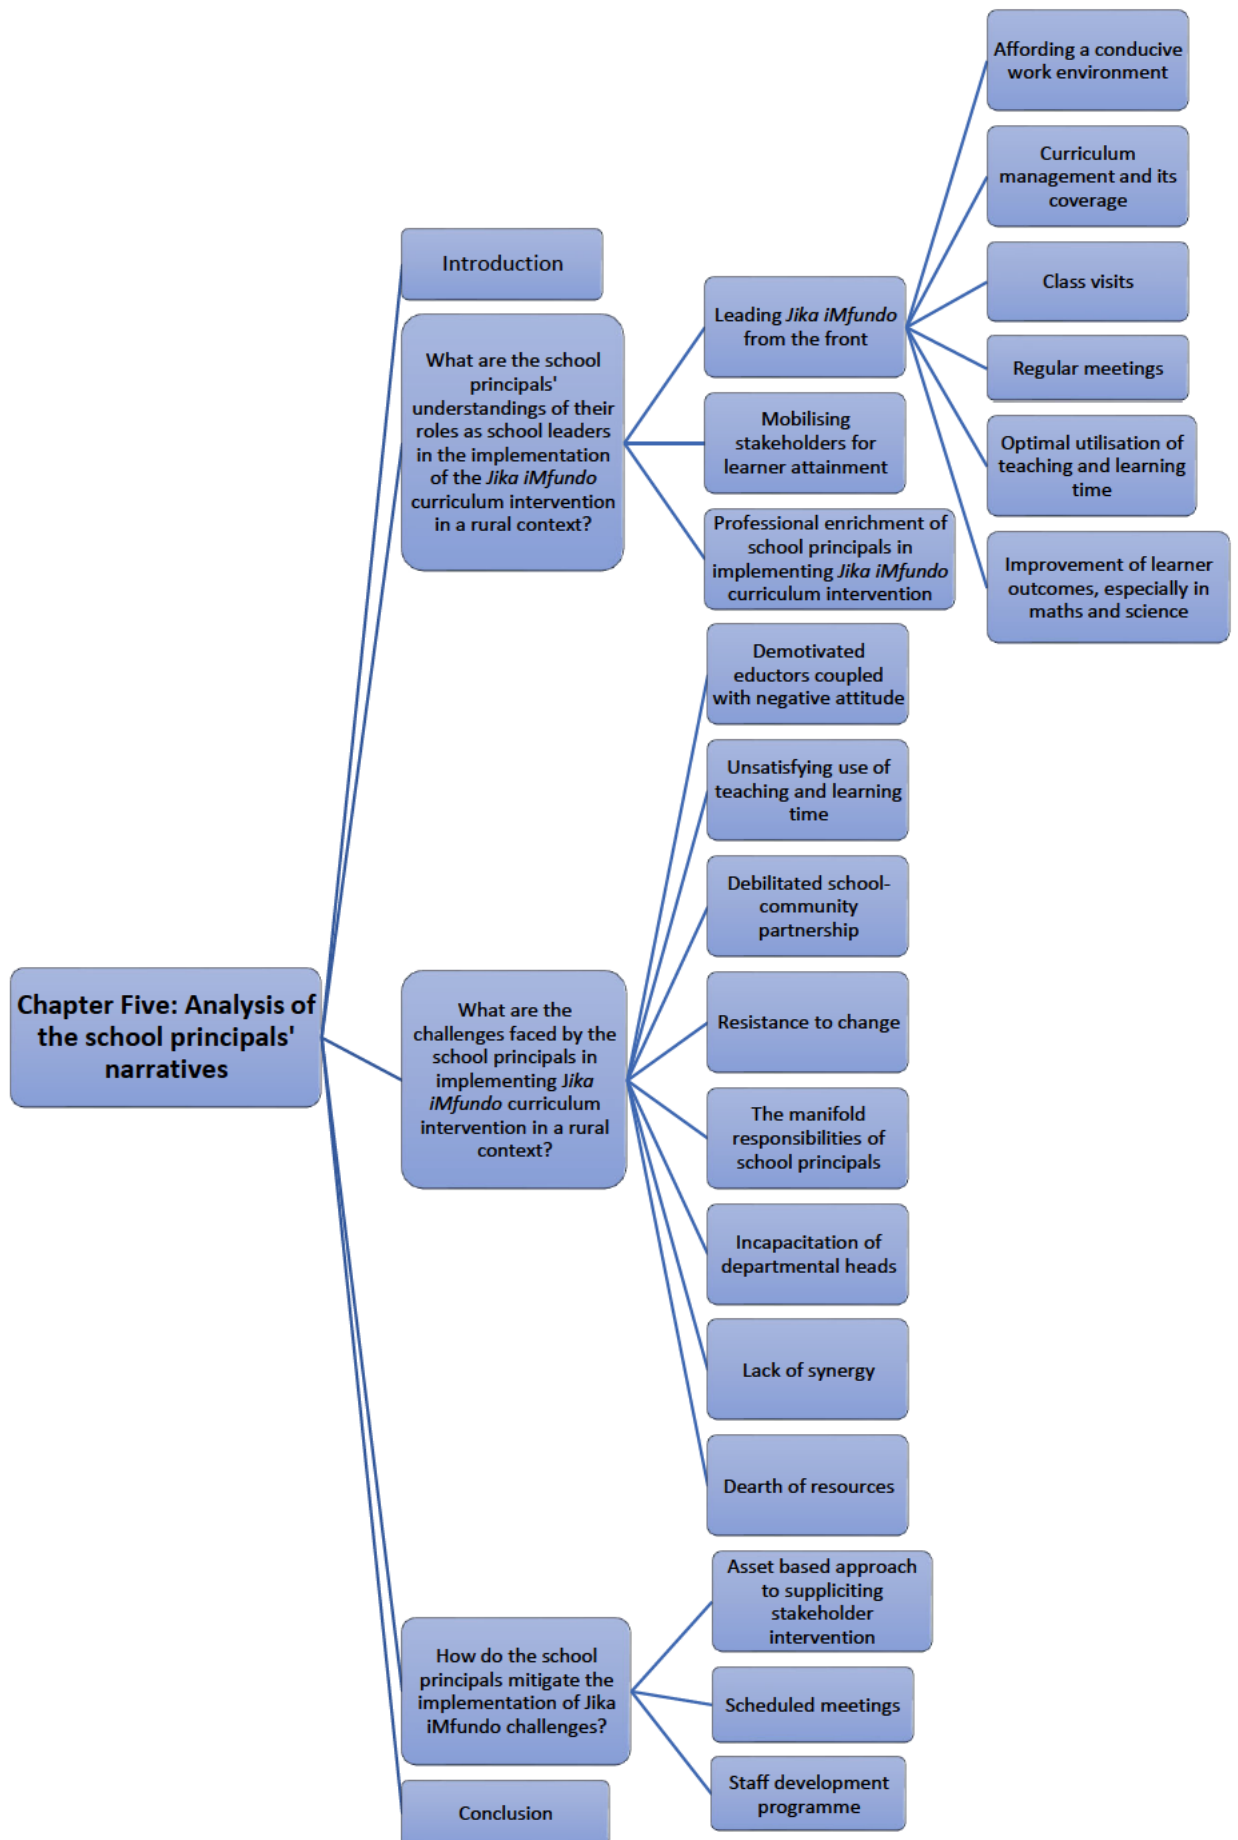 Chapter Five: Analysis of
the school principals'
narratives
Introduction
What are the school
principals'
understandings of their
roles as school leaders
in the implementation
of the Jika iMfundo
curriculum intervention
in a rural context?
Leading Jika iMfundo
from the front
Affording a conducive
work environment
Curriculum
management and its
coverage
Class visits
Regular meetings
Optimal utilisation of
teaching and learning
time
Improvement of learner
outcomes, especially in
maths and science
Mobilising
stakeholders for
learner attainment
Professional enrichment of
school principals in
implementing Jika iMfundo
curriculum intervention
What are the
challenges faced by the
school principals in
implementing Jika
iMfundo curriculum
intervention in a rural
context?
Demotivated
eductors coupled
with negative attitude
Unsatisfying use of
teaching and learning
time
Debilitated school-
community
partnership
Resistance to change
The manifold
responsibilities of
school principals
Incapacitation of
departmental heads
Lack of synergy
Dearth of resources
How do the school
principals mitigate the
implementation of Jika
iMfundo challenges?
Asset based approach
to suppliciting
stakeholder
intervention
Scheduled meetings
Staff development
programme
Conclusion